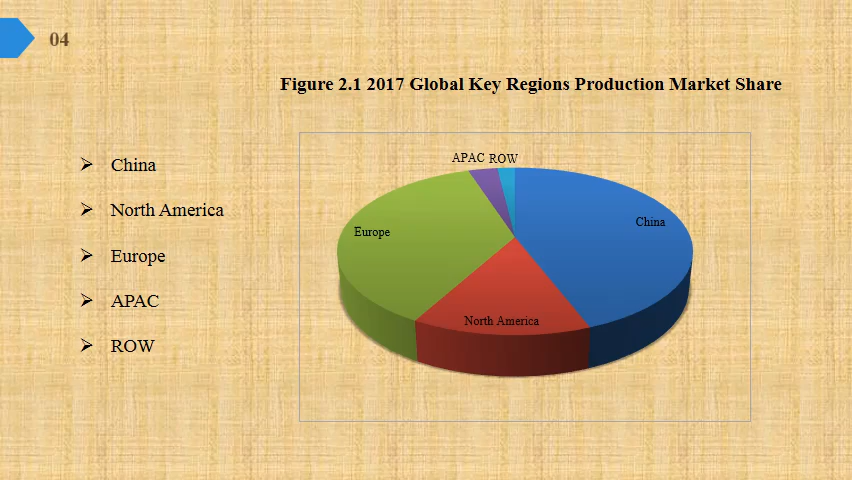 04
Figure 2.1 2017 Global Key Regions Production Market Share
China
North America
Europe
APAC
ROW
APAC ROW
China
Europe
North America